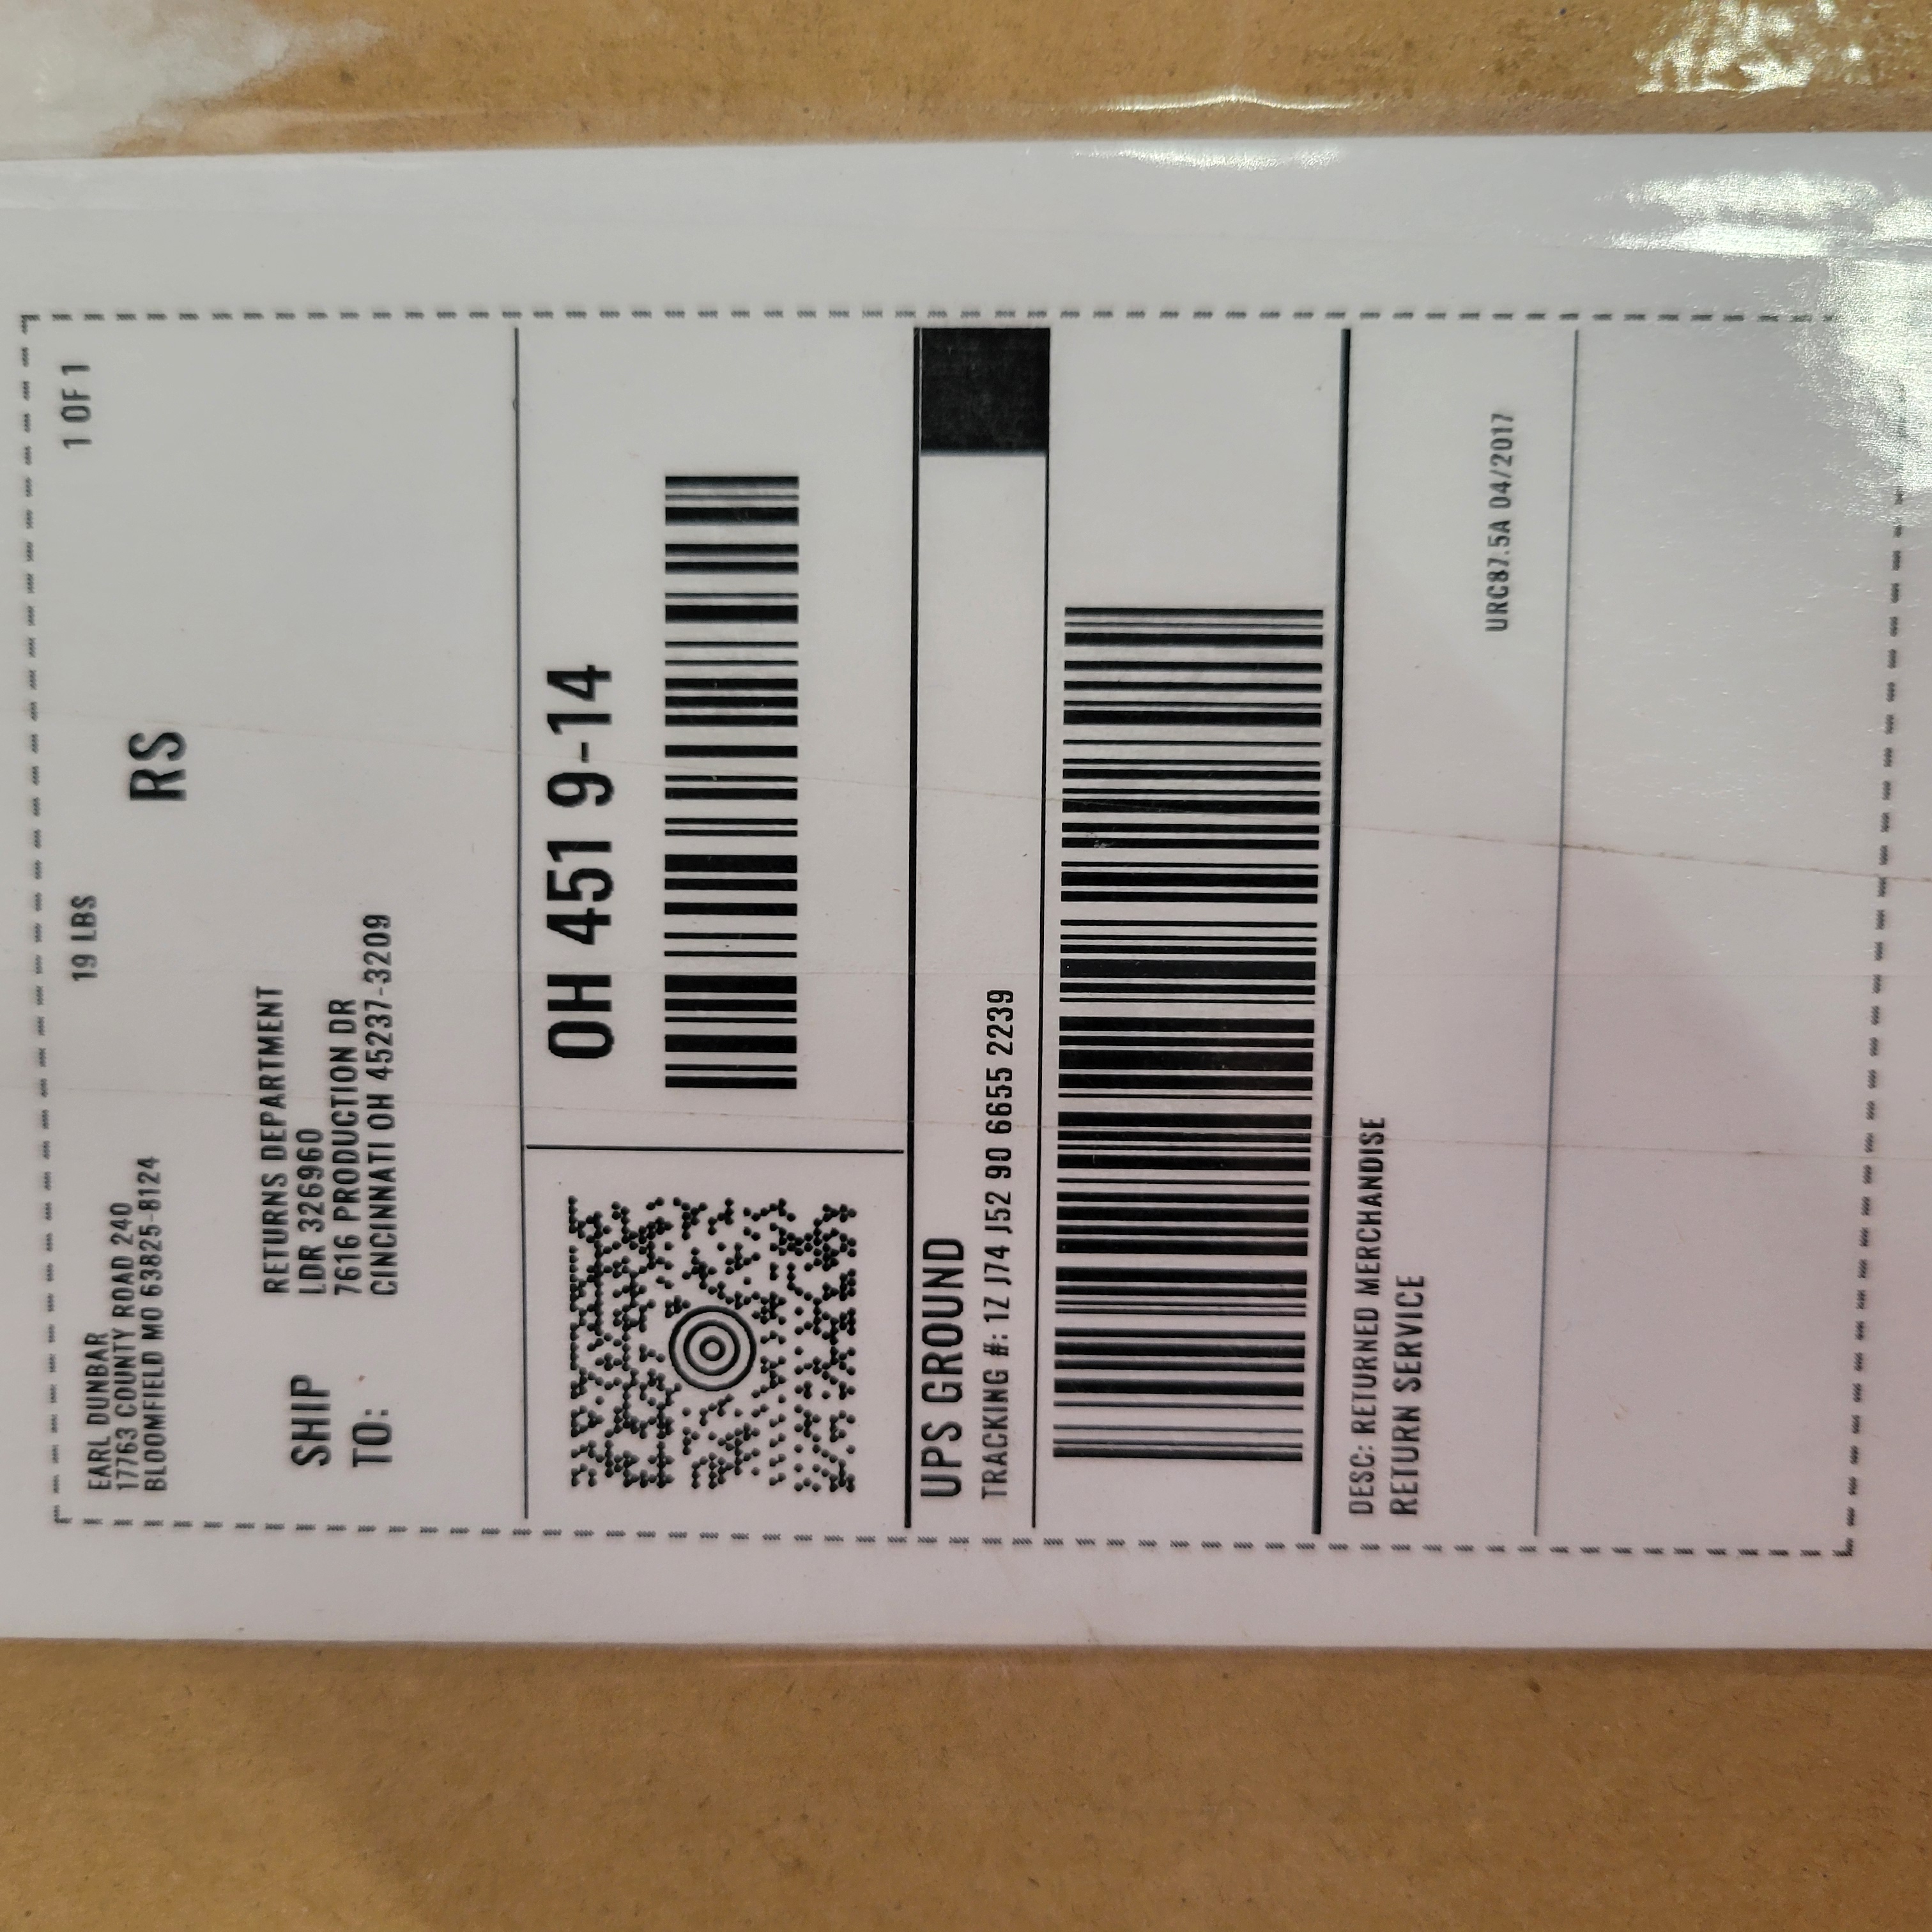 EARL DUNBAR
17763 COUNTY ROAD 240
BLOOMFIELD MO 63825-8124
19 LBS
1 OF 1
RS
SHIP
TO:
RETURNS DEPARTMENT
LDR 326960
7616 PRODUCTION DR
CINCINNATI OH 45237-3209
OH 451 9-14
UPS GROUND
TRACKING #: 1Z J74 J52 90 6655 2239
DESC: RETURNED MERCHANDISE
RETURN SERVICE
URC87.5A 04/2017